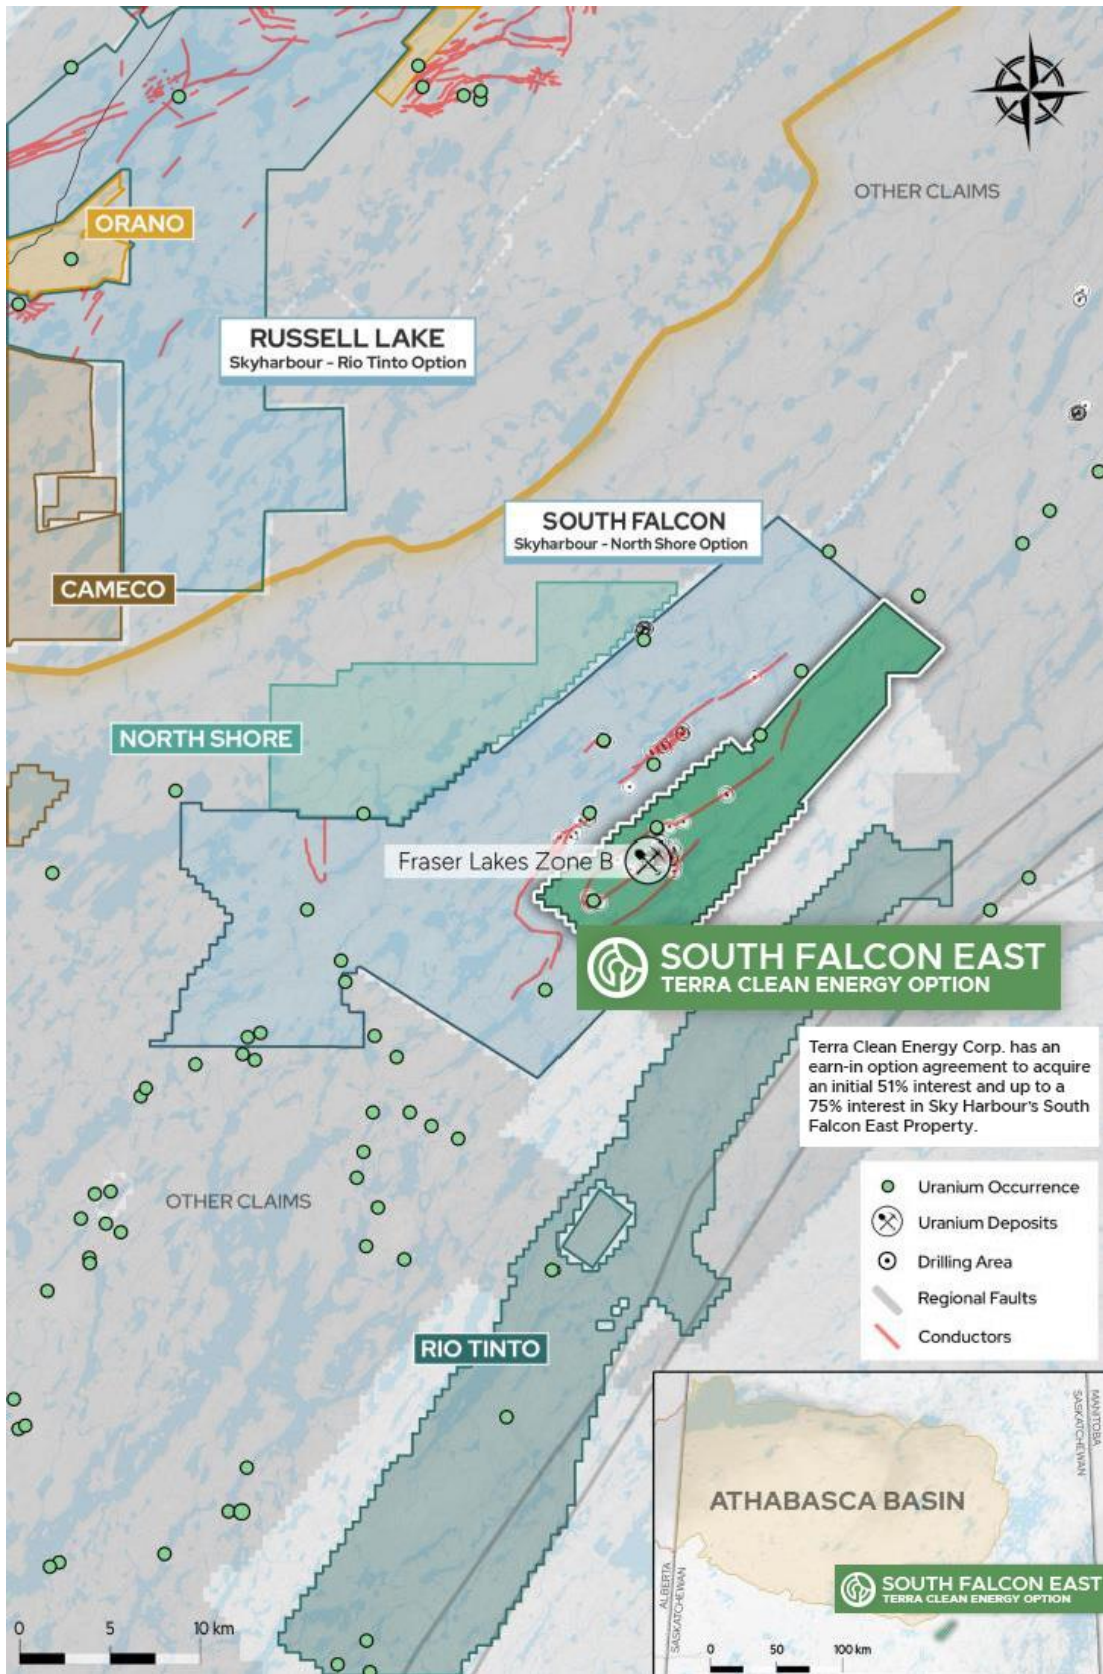 OTHER CLAIMS
ORANO
RUSSELL LAKE
Skyharbour - Rio Tinto Option
SOUTH FALCON
Skyharbour - North Shore Option
CAMECO
NORTH SHORE
Fraser Lakes Zone B
SOUTH FALCON EAST
TERRA CLEAN ENERGY OPTION
Terra Clean Energy Corp. has an
earn-in option agreement to acquire
an initial 51% interest and up to a
75% interest in Sky Harbour's South
Falcon East Property.
OTHER CLAIMS
Uranium Occurrence
Uranium Deposits
Drilling Area
Regional Faults
Conductors
RIO TINTO
MANITOBA
SASKATCHEWAN
ATHABASCA BASIN
ALBERTA
SASKATCHEWAN
SOUTH FALCON EAST
TERRA CLEAN ENERGY OPTION
0 5 10 km
0 50 100 km